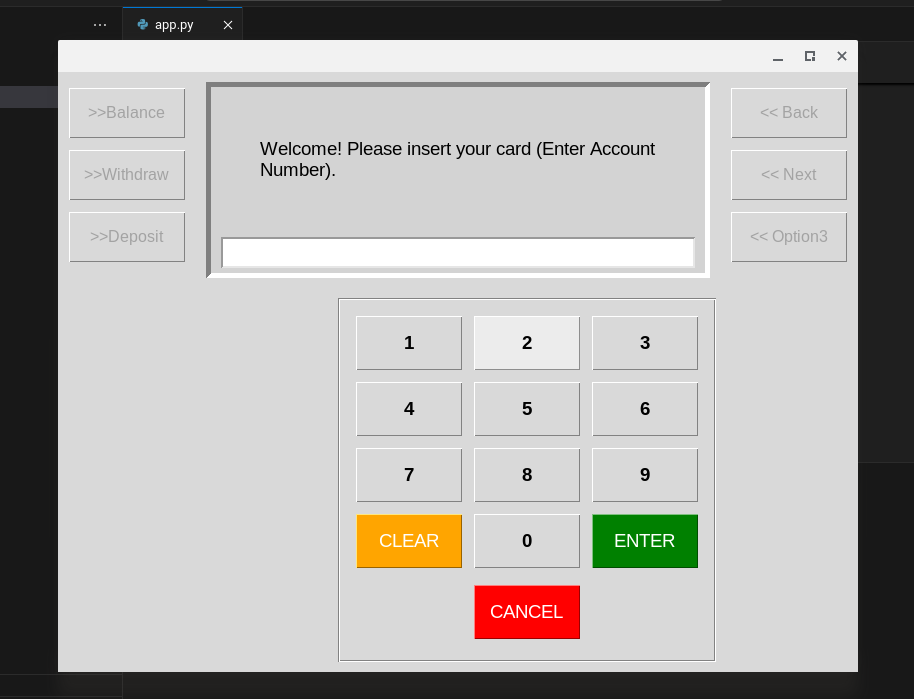 ... app.py
>>Balance
>>Withdraw
>>Deposit
Welcome! Please insert your card (Enter Account
Number).
<< Back
<< Next
<< Option3
1 2 3
4 5 6
7 8 9
CLEAR 0 ENTER
CANCEL